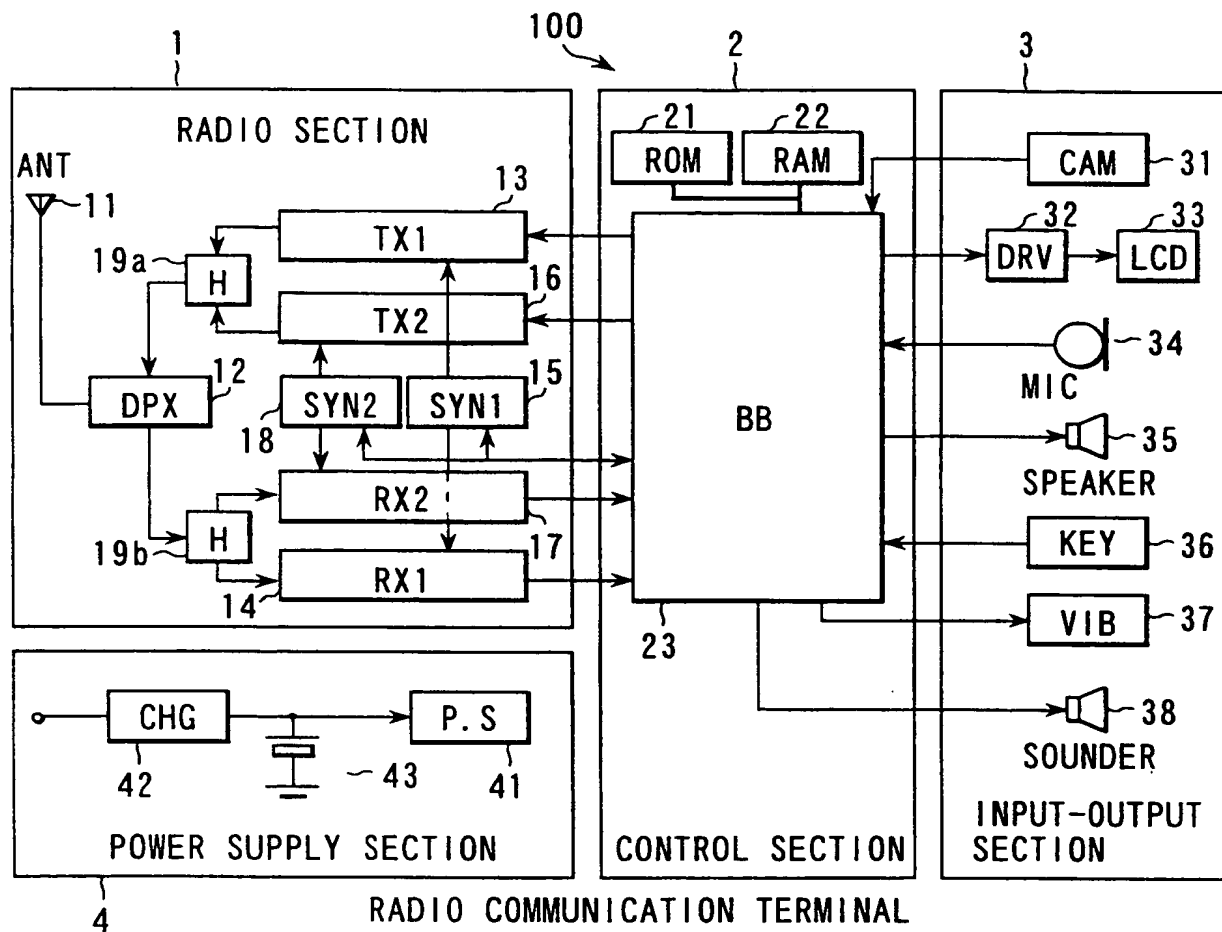 100
1
2
3
RADIO SECTION
ANT
11
13
TX1
19a
H
16
TX2
12
DPX
SYN2
18
SYN1
15
RX2
17
19b
H
RX1
14
21
ROM
22
RAM
BB
23
CONTROL SECTION
CAM
31
32
DRV
33
LCD
34
MIC
35
SPEAKER
KEY
36
VIB
37
38
SOUNDER
INPUT-OUTPUT
SECTION
CHG
42
43
P.S
41
POWER SUPPLY SECTION
4
RADIO COMMUNICATION TERMINAL